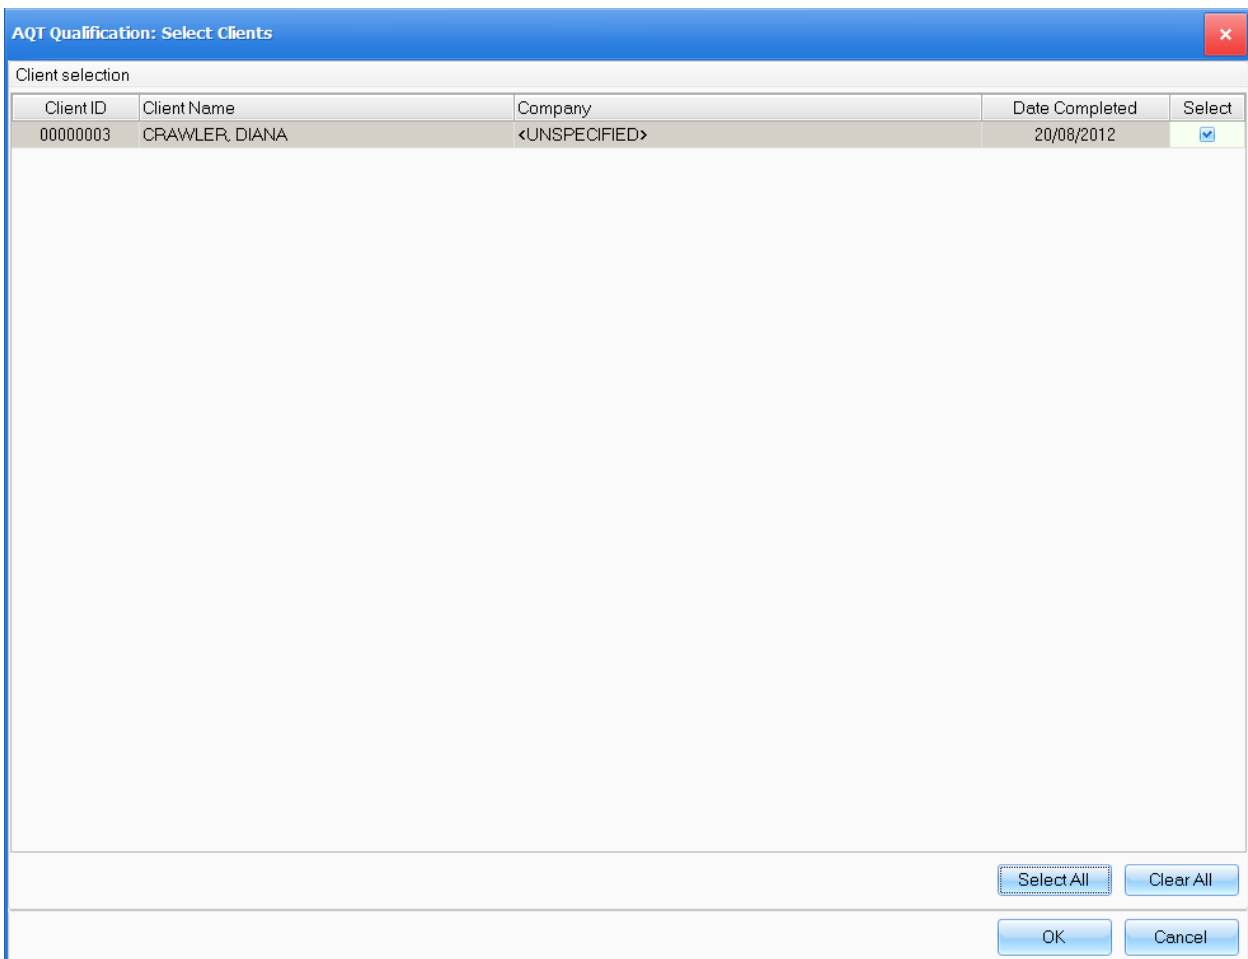 AQT Qualification: Select Clients
Client selection
Client ID Client Name Company Date Completed Select
00000003 CRAWLER, DIANA <UNSPECIFIED> 20/08/2012
Select All Clear All
OK Cancel